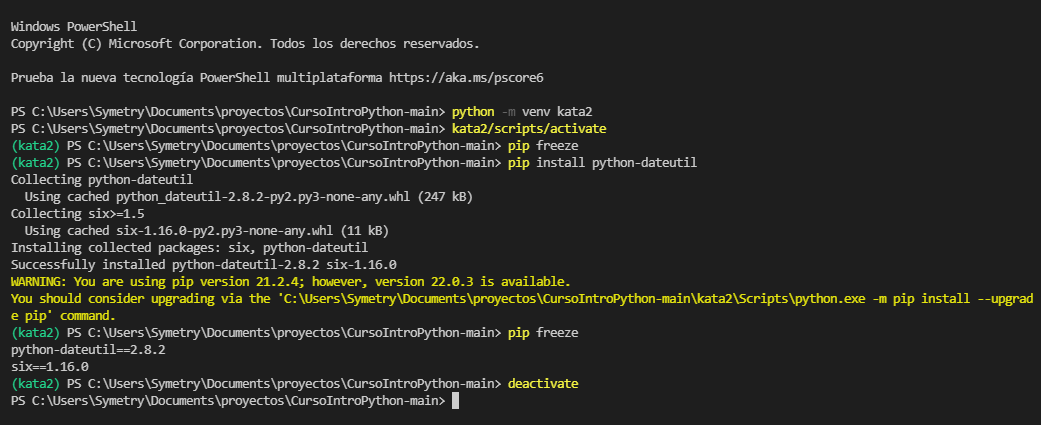 Windows PowerShell
Copyright (C) Microsoft Corporation. Todos los derechos reservados.
Prueba la nueva tecnología PowerShell multiplataforma https://aka.ms/pscore6
PS C:\Users\Symetry\Documents\proyectos\CursoIntroPython-main> python -m venv kata2
PS C:\Users\Symetry\Documents\proyectos\CursoIntroPython-main> kata2/scripts/activate
(kata2) PS C:\Users\Symetry\Documents\proyectos\CursoIntroPython-main> pip freeze
(kata2) PS C:\Users\Symetry\Documents\proyectos\CursoIntroPython-main> pip install python-dateutil
Collecting python-dateutil
  Using cached python_dateutil-2.8.2-py2.py3-none-any.whl (247 kB)
Collecting six>=1.5
  Using cached six-1.16.0-py2.py3-none-any.whl (11 kB)
Installing collected packages: six, python-dateutil
Successfully installed python-dateutil-2.8.2 six-1.16.0
WARNING: You are using pip version 21.2.4; however, version 22.0.3 is available.
You should consider upgrading via the 'C:\Users\Symetry\Documents\proyectos\CursoIntroPython-main\kata2\Scripts\python.exe -m pip install --upgrad
e pip' command.
(kata2) PS C:\Users\Symetry\Documents\proyectos\CursoIntroPython-main> pip freeze
python-dateutil==2.8.2
six==1.16.0
(kata2) PS C:\Users\Symetry\Documents\proyectos\CursoIntroPython-main> deactivate
PS C:\Users\Symetry\Documents\proyectos\CursoIntroPython-main>